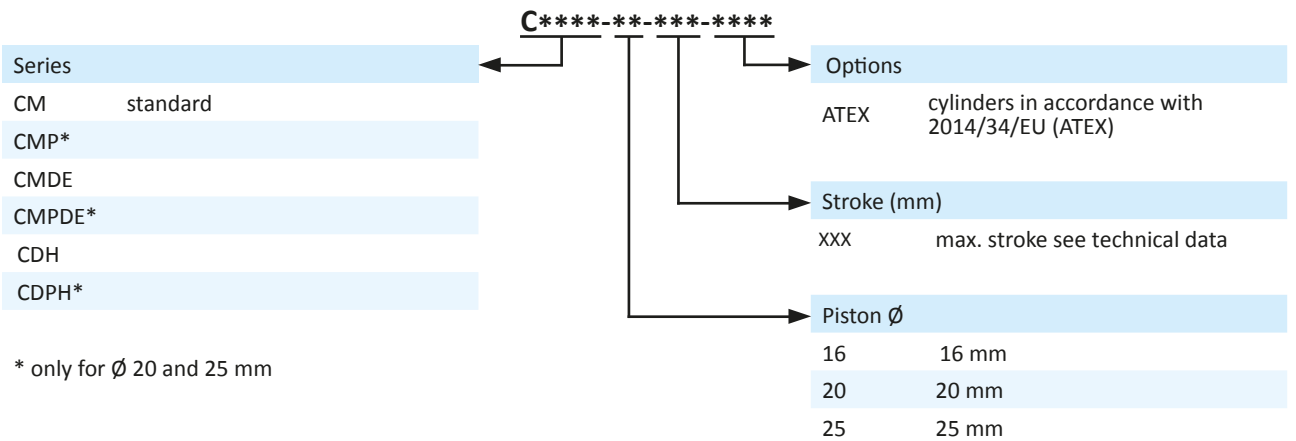 C****-**-***-****
Series
CM standard
CMP*
CMDE
CMPDE*
CDH
CDPH*
* only for Ø 20 and 25 mm
Options
ATEX cylinders in accordance with
2014/34/EU (ATEX)
Stroke (mm)
XXX max. stroke see technical data
Piston Ø
16 16 mm
20 20 mm
25 25 mm